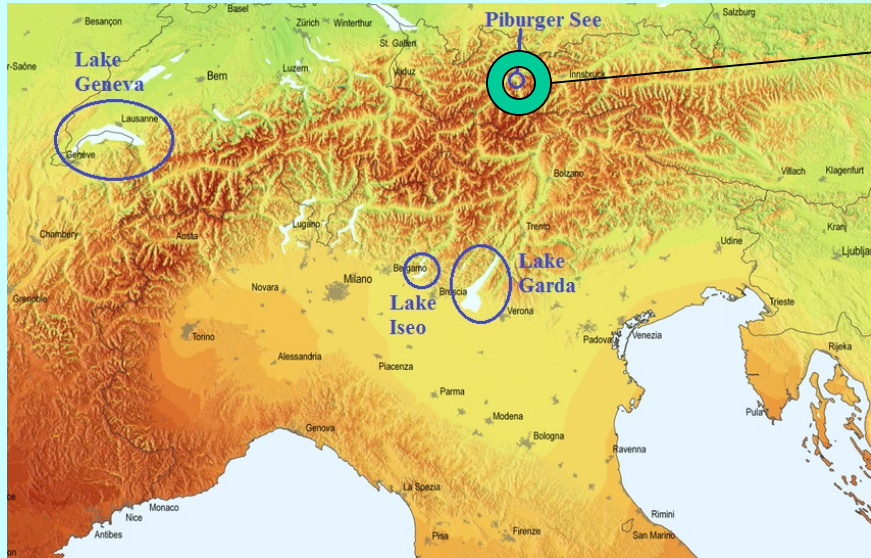 Piburger See
Salzburg
Basel
Winterthur
Besançon
Zürich
St. Gallen
Lake
Geneva
Luzern
Vaduz
Innsbruck
Bern
Lausanne
Genève
Bolzano
Villach
Klagenfurt
Chambéry
Lugano
Trento
Aosta
Udine
Kranj
Bergamo
Lake
Garda
Grenoble
Novara
Milano
Lake
Iseo
Brescia
Verona
Padova
Venezia
Trieste
Torino
Rijeka
Alessandria
Piacenza
Parma
Pula
Modena
Genova
Bologna
Ravenna
La Spezia
Monaco
Nice
Antibes
Rimini
Pisa
Firenze
San Marino